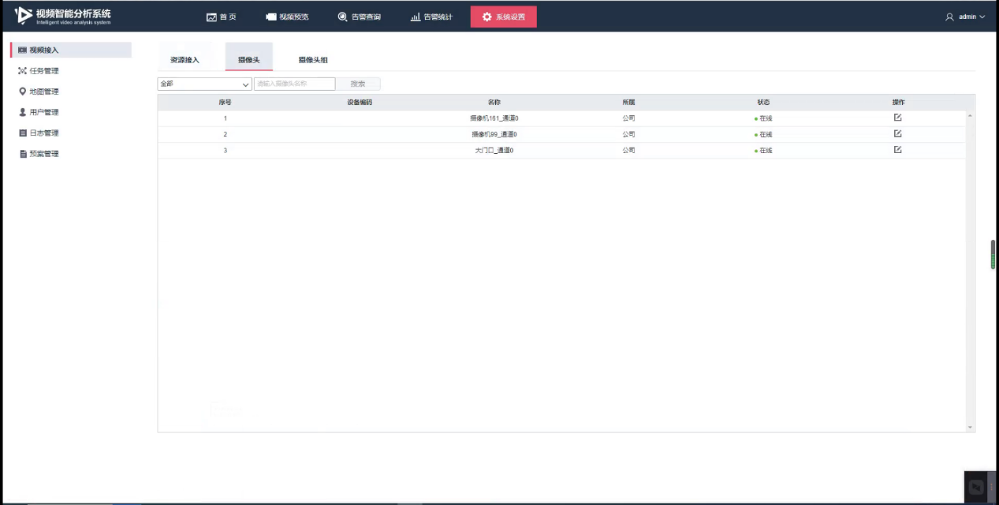 视频智能分析系统
Intelligent video analysis system
首页
视频预览
告警查询
告警统计
系统设置
admin
视频接入
任务管理
地图管理
用户管理
日志管理
预案管理
资源接入 摄像头 摄像头组
全部 请输入摄像头名称 搜索
序号 设备编码 名称 所属 状态 操作
1 摄像机161_通道0 公司 在线
2 摄像机99_通道0 公司 在线
3 大门口_通道0 公司 在线